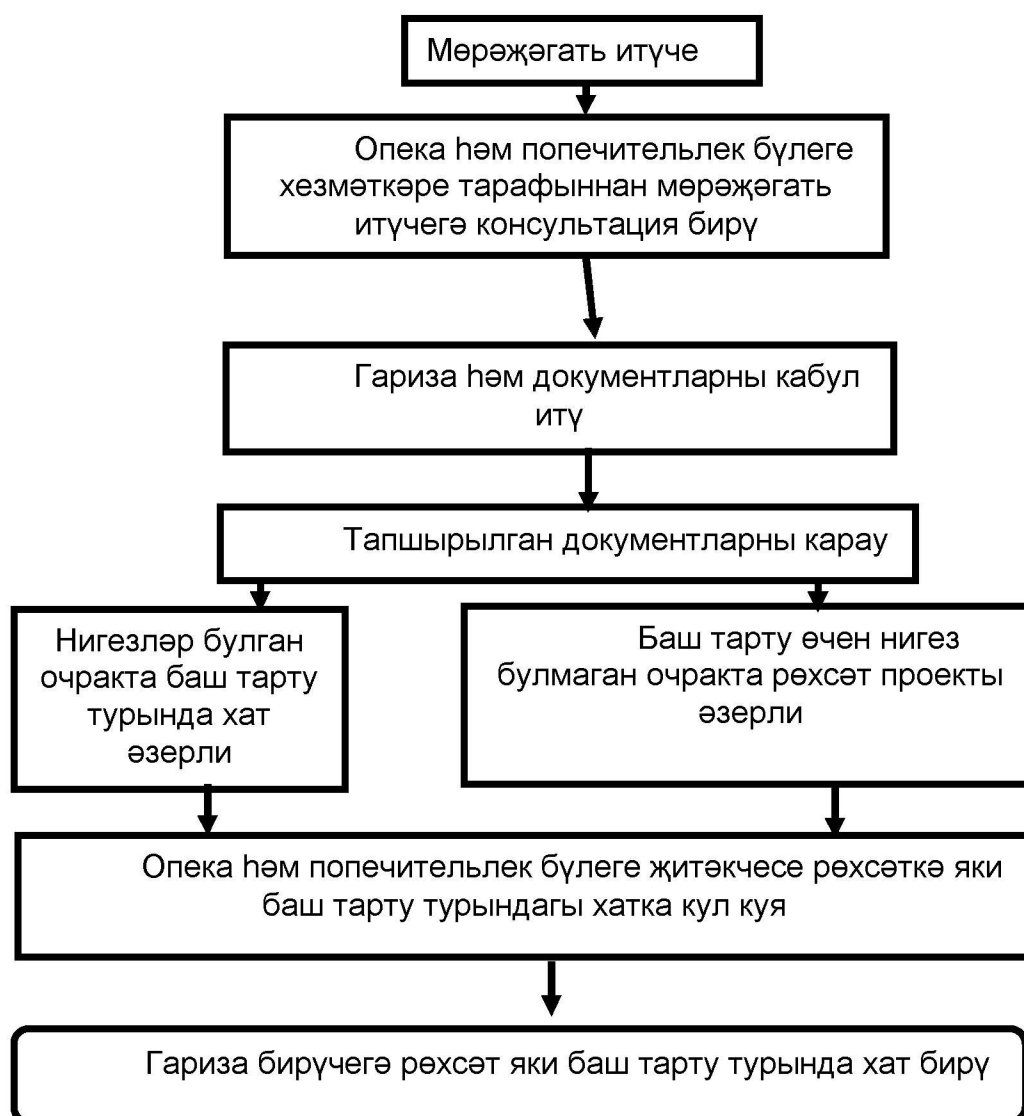 Мөрәҗәгать итүче
Опека һәм попечительлек бүлеге
хезмәткәре тарафыннан мөрәҗәгать
итүчегә консультация бирү
Гариза һәм документларны кабул
итү
Тапшырылган документларны карау
Нигезләр булган
очракта баш тарту
турында хат
әзерли
Баш тарту өчен нигез
булмаган очракта рөхсәт проекты
әзерли
Опека һәм попечительлек бүлеге җитәкчесе рөхсәткә яки
баш тарту турындагы хатка кул куя
Гариза бирүчегә рөхсәт яки баш тарту турында хат бирү